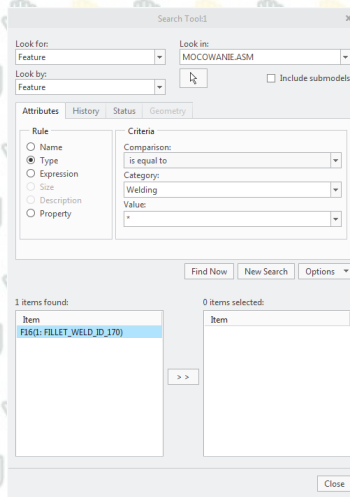 Search Tool:1
Look for:
Look in:
Feature
MOCOWANIE.ASM
Look by:
Feature
Include submodels
Attributes History Status Geometry
Rule
Criteria
Name
Comparison:
Type
is equal to
Expression
Category:
Size
Welding
Description
Value:
Property
*
Find Now New Search Options
1 items found:
0 items selected:
Item
Item
F16(1: FILLET_WELD_ID_170)
> >
Close